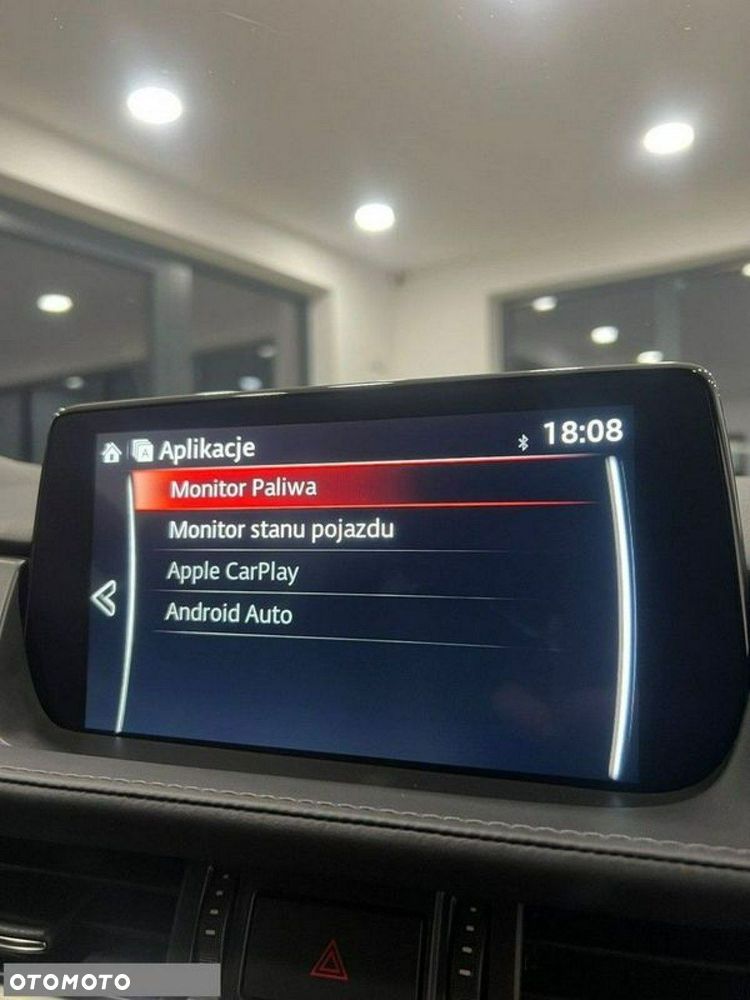 Aplikacje
18:08
Monitor Paliwa
Monitor stanu pojazdu
Apple CarPlay
Android Auto
OTOMOTO